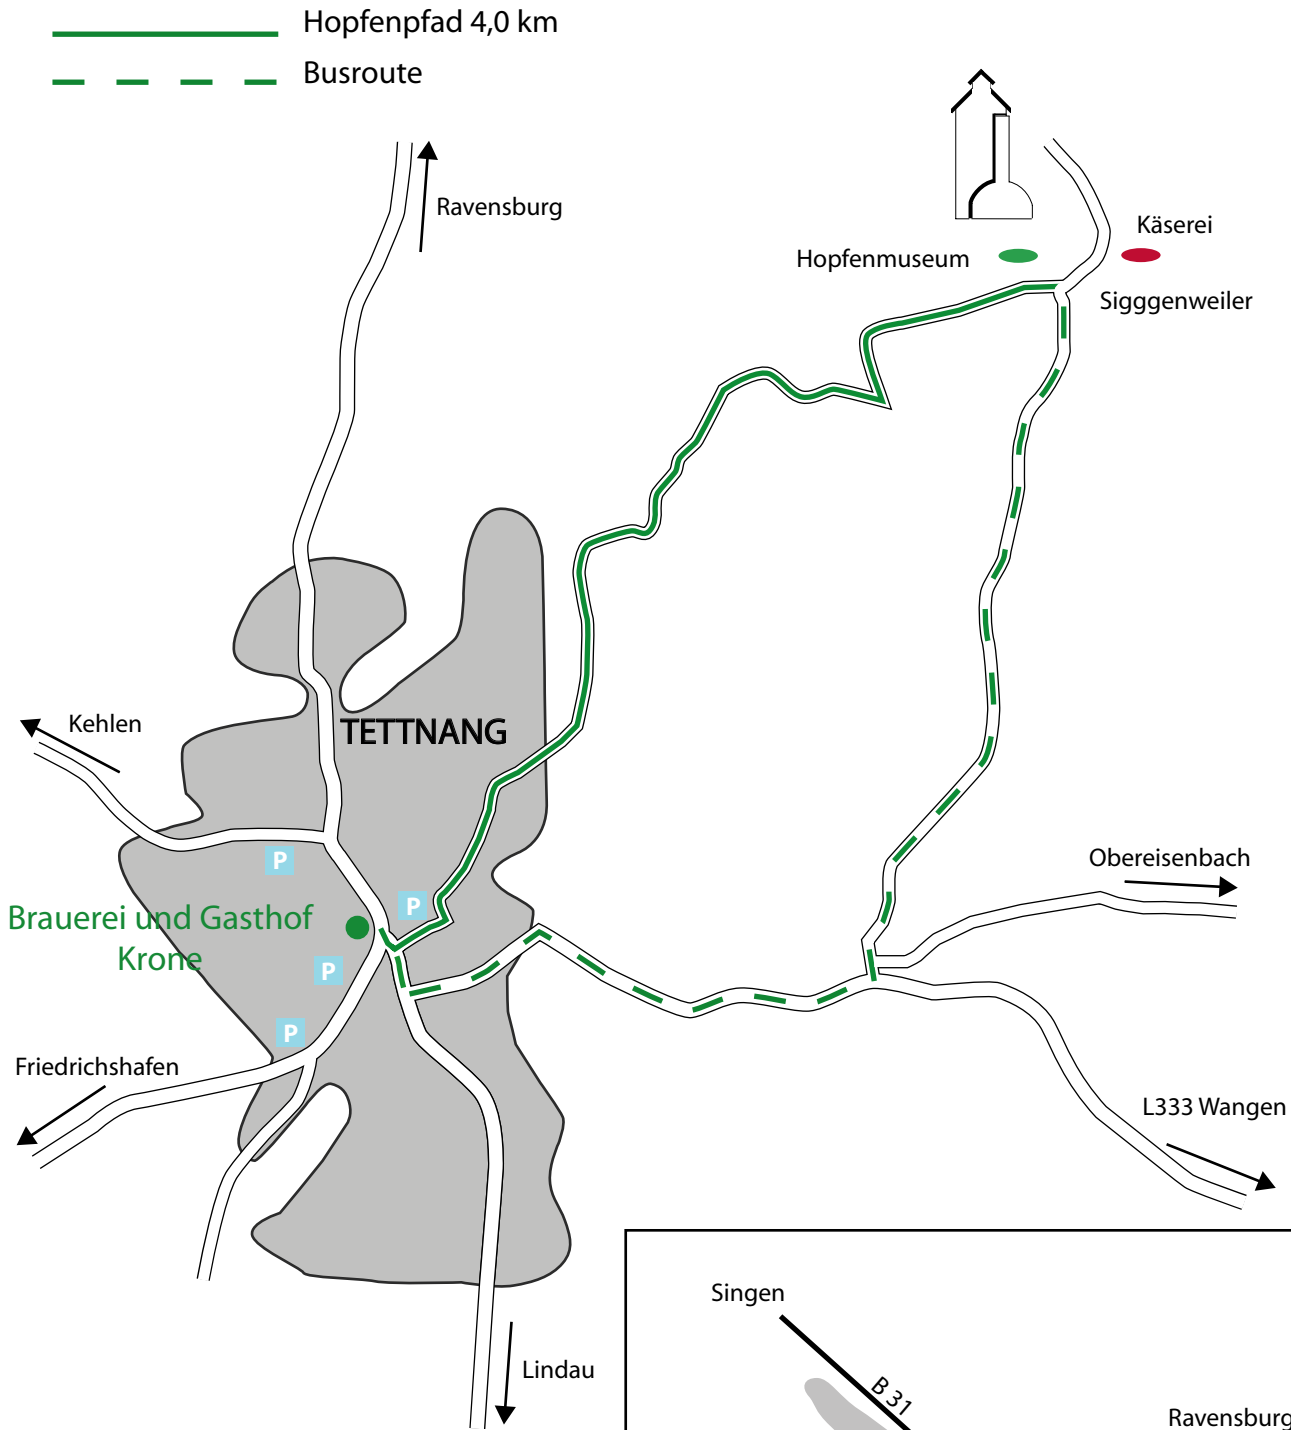 Hopfenpfad 4,0 km
Busroute
Ravensburg
Käserei
Hopfenmuseum
Sigggenweiler
Kehlen
TETTNANG
P
Obereisenbach
P
Brauerei und Gasthof
Krone
P
P
Friedrichshafen
L333 Wangen
Singen
Lindau
B 31
Ravensburg